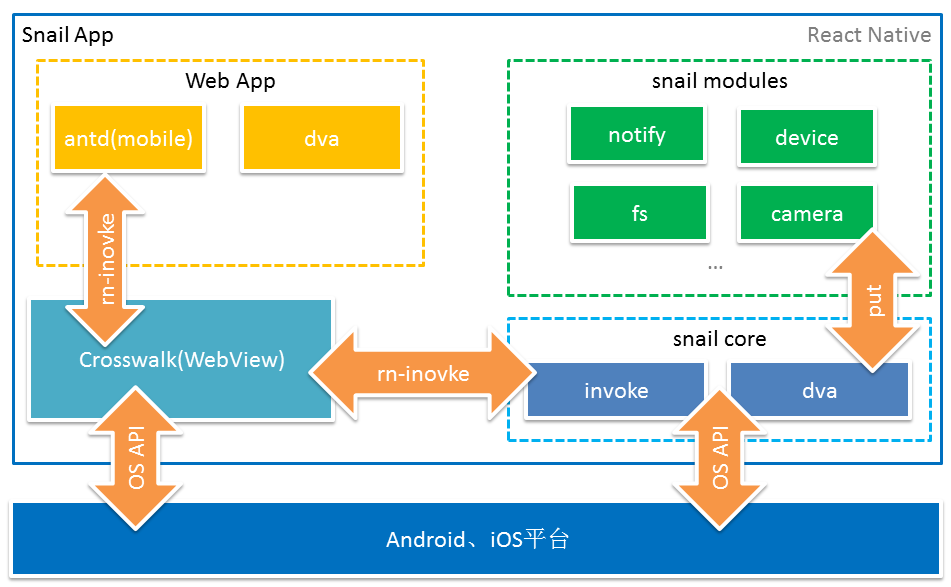 Snail App
React Native
Web App
antd(mobile)
dva
snail modules
notify
device
fs
camera
...
rn-inovke
put
Crosswalk(WebView)
rn-inovke
snail core
invoke
dva
OS API
OS API
Android、iOS平台